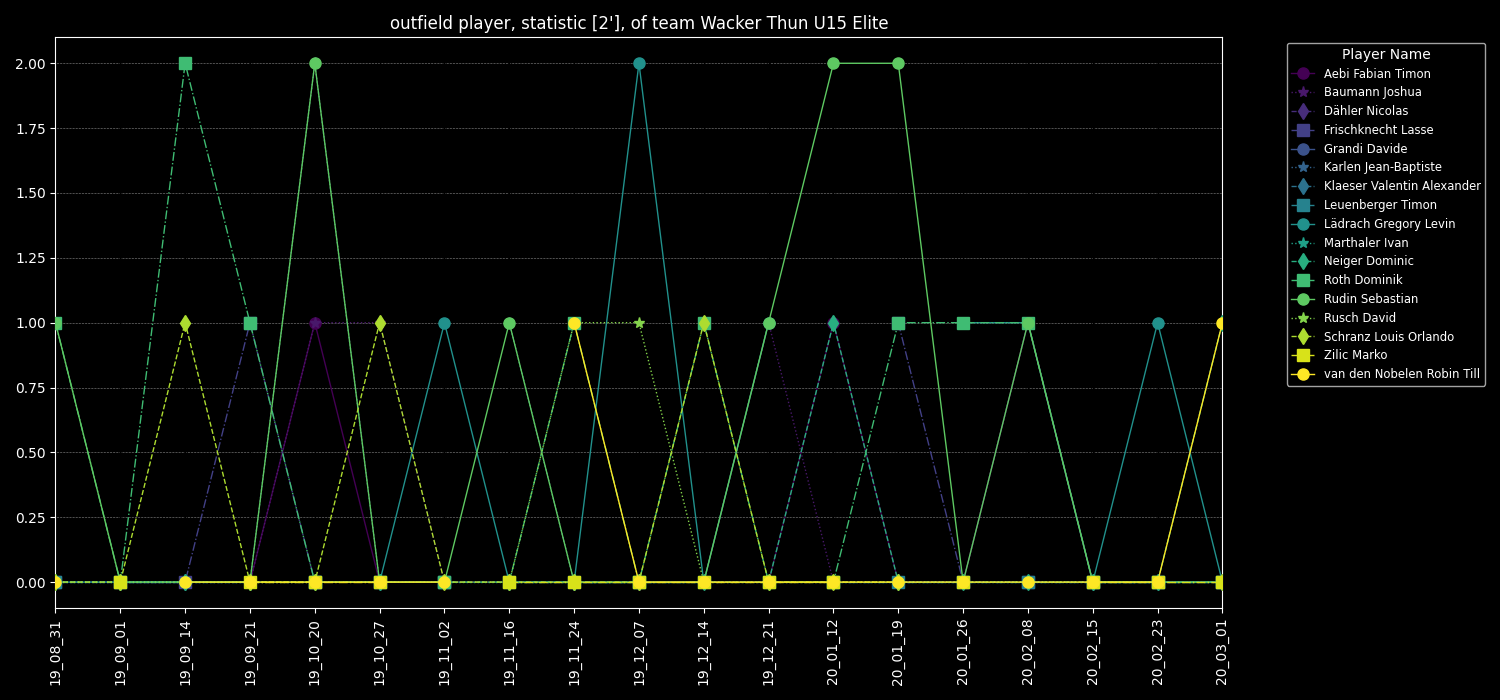 outfield player, statistic [2'], of team Wacker Thun U15 Elite
2.00
1.75
1.50
1.25
1.00
0.75
0.50
0.25
0.00
19_08_31
19_09_01
19_09_14
19_09_21
19_10_20
19_10_27
19_11_02
19_11_16
19_11_24
19_12_07
19_12_14
19_12_21
20_01_12
20_01_19
20_01_26
20_02_08
20_02_15
20_02_23
20_03_01
Player Name
Aebi Fabian Timon
Baumann Joshua
Dähler Nicolas
Frischknecht Lasse
Grandi Davide
Karlen Jean-Baptiste
Klaeser Valentin Alexander
Leuenberger Timon
Lädrach Gregory Levin
Marthaler Ivan
Neiger Dominic
Roth Dominik
Rudin Sebastian
Rusch David
Schranz Louis Orlando
Zilic Marko
van den Nobelen Robin Till